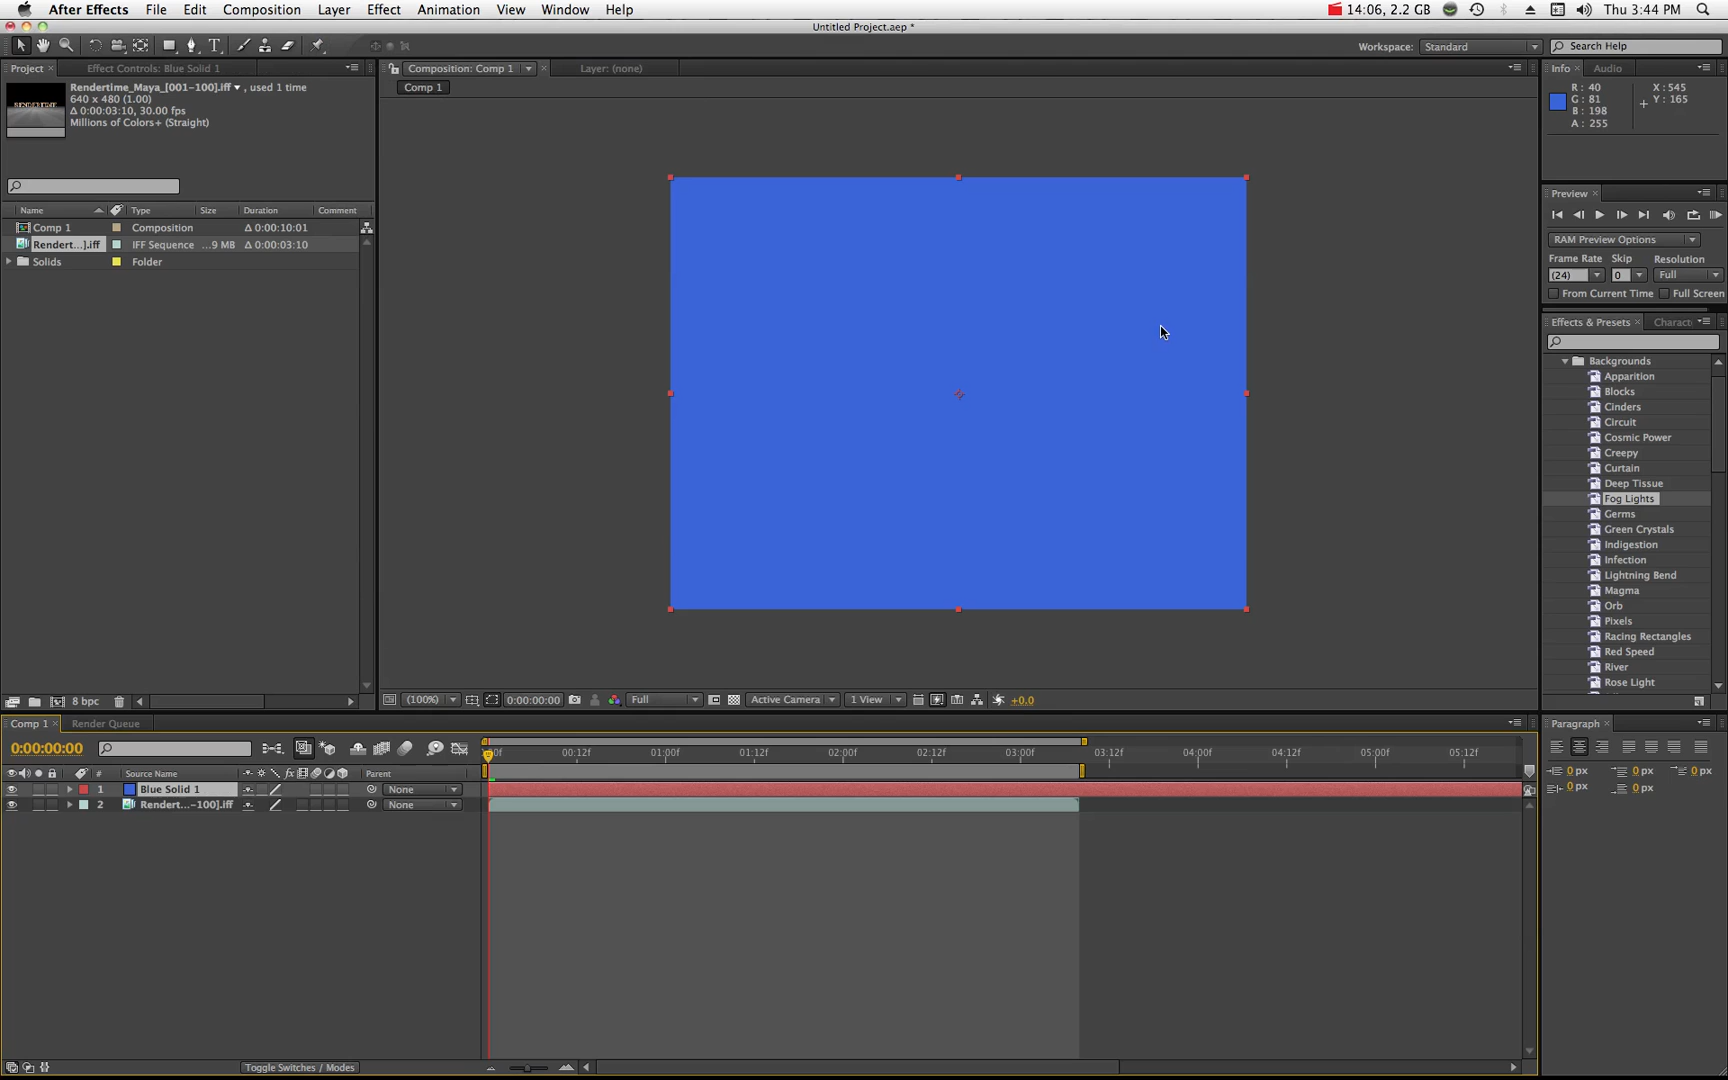 After Effects File Edit Composition Layer Effect Animation View Window Help 14:06, 2.2 GB Thu 3:44 PM
Untitled Project.aep *
Workspace: Standard Search Help
Project Effect Controls: Blue Solid 1 Composition: Comp 1 Layer: (none) Info Audio
Comp 1
Rendertime_Maya_[001-100].iff , used 1 time
640 x 480 (1.00)
Δ 0:00:03:10, 30.00 fps
Millions of Colors+ (Straight)
R: 40 X: 545
G: 81 Y: 165
B: 198
A: 255
Preview
RAM Preview Options
Frame Rate Skip Resolution
(24) 0 Full
From Current Time Full Screen
Name Type Size Duration Comment
Comp 1 Composition Δ 0:00:10:01
Rendert...].iff IFF Sequence ...9 MB Δ 0:00:03:10
Solids Folder
Effects & Presets Charact
Backgrounds
Apparition
Blocks
Cinders
Circuit
Cosmic Power
Creepy
Curtain
Deep Tissue
Fog Lights
Germs
Green Crystals
Indigestion
Infection
Lightning Bend
Magma
Orb
Pixels
Racing Rectangles
Red Speed
River
Rose Light
8 bpc
(100%) 0:00:00:00 Full Active Camera 1 View +0.0
Comp 1 Render Queue
0:00:00:00
00f 00:12f 01:00f 01:12f 02:00f 02:12f 03:00f 03:12f 04:00f 04:12f 05:00f 05:12f
# Source Name fx Parent
1 Blue Solid 1 None
2 Rendert...-100].iff None
Toggle Switches / Modes
Paragraph
0 px 0 px 0 px
0 px 0 px